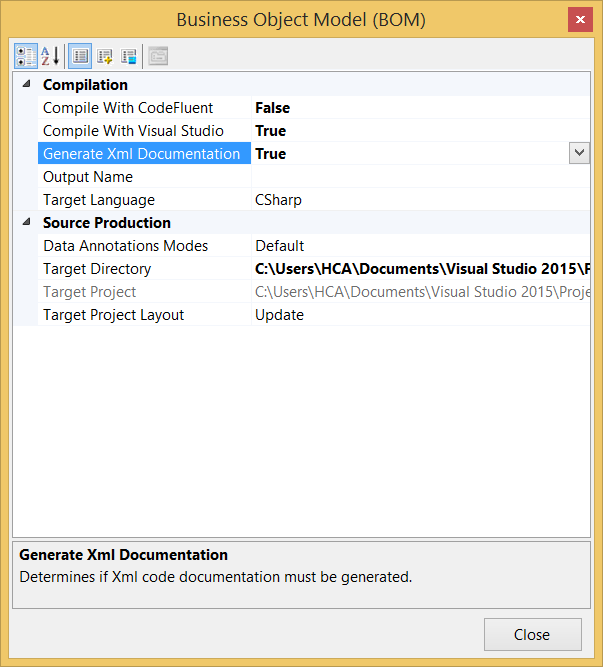 Business Object Model (BOM)
A
Z
Compilation
Compile With CodeFluent False
Compile With Visual Studio True
Generate Xml Documentation True
Output Name
Target Language CSharp
Source Production
Data Annotations Modes Default
Target Directory C:\Users\HCA\Documents\Visual Studio 2015\P
Target Project C:\Users\HCA\Documents\Visual Studio 2015\Proje
Target Project Layout Update
Generate Xml Documentation
Determines if Xml code documentation must be generated.
Close